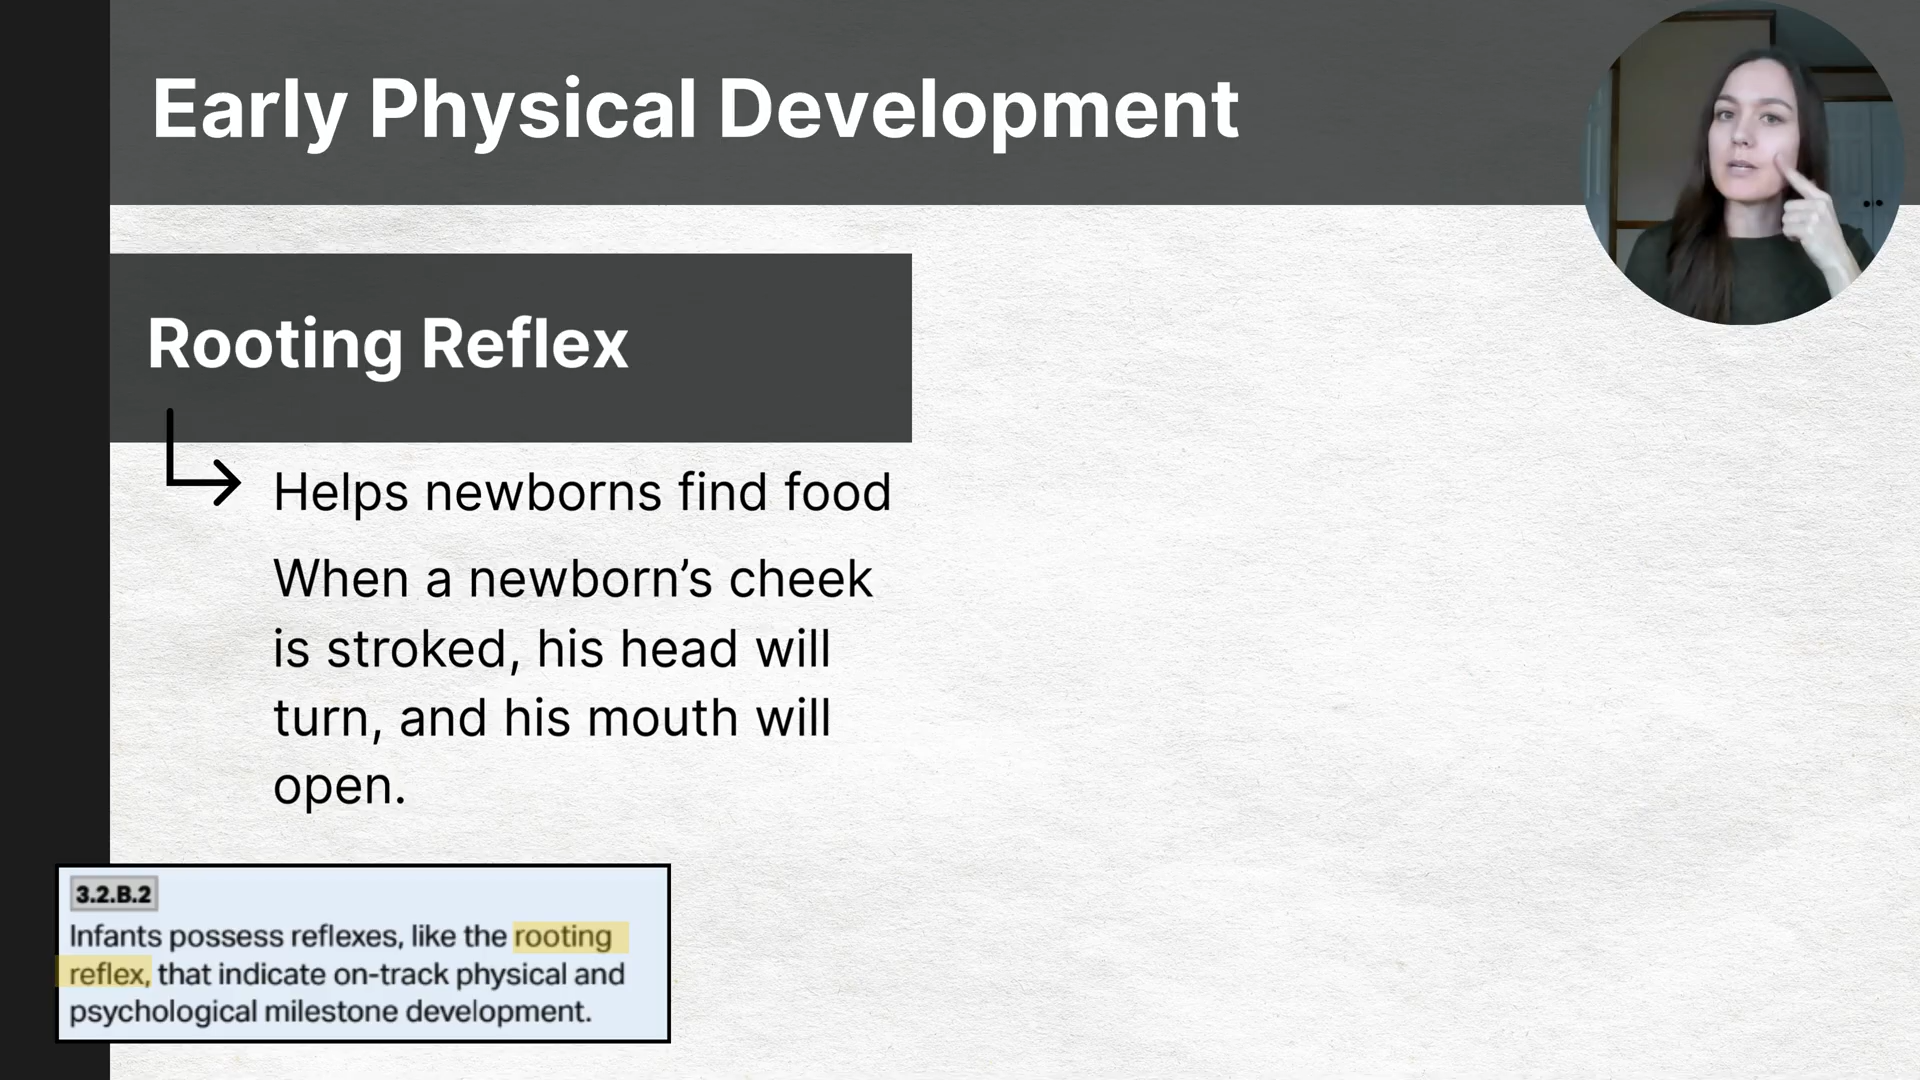 Early Physical Development
Rooting Reflex
Helps newborns find food
When a newborn’s cheek
is stroked, his head will
turn, and his mouth will
open.
3.2.B.2
Infants possess reflexes, like the rooting
reflex, that indicate on-track physical and
psychological milestone development.